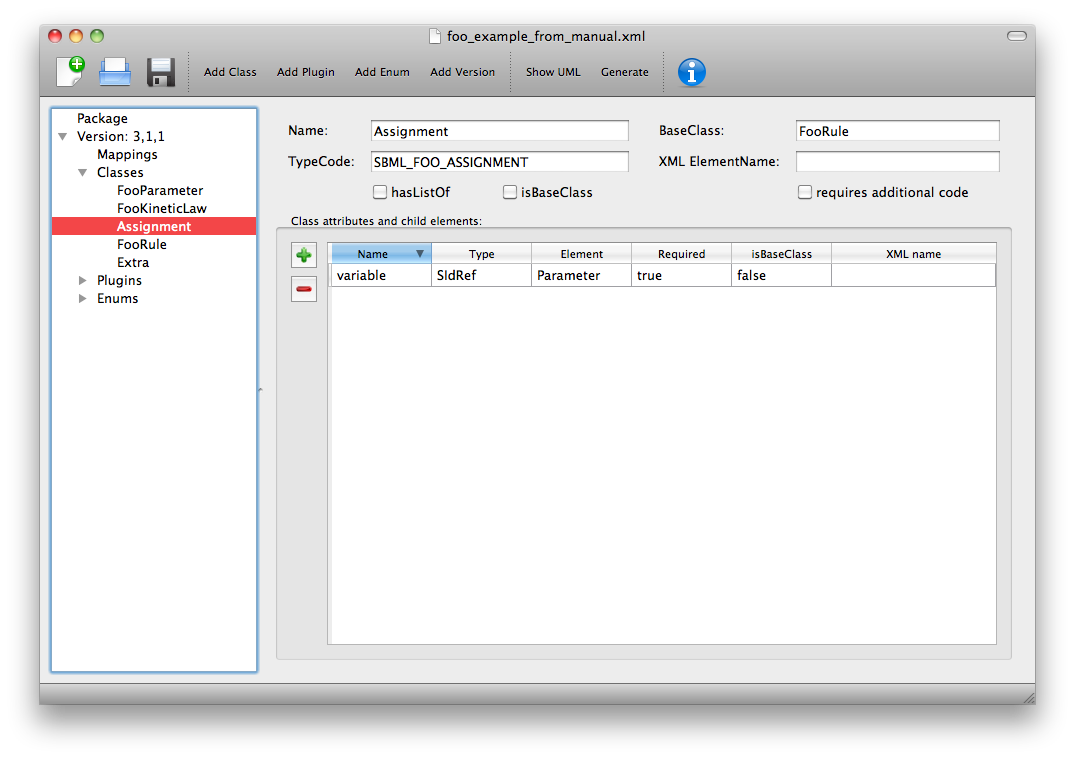 foo_example_from_manual.xml
Add Class Add Plugin Add Enum Add Version Show UML Generate
Package
Version: 3,1,1
Mappings
Classes
FooParameter
FooKineticLaw
Assignment
FooRule
Extra
Plugins
Enums
Name: Assignment BaseClass: FooRule
TypeCode: SBML_FOO_ASSIGNMENT XML ElementName:
hasListOf isBaseClass requires additional code
Class attributes and child elements:
Name Type Element Required isBaseClass XML name
variable SIdRef Parameter true false